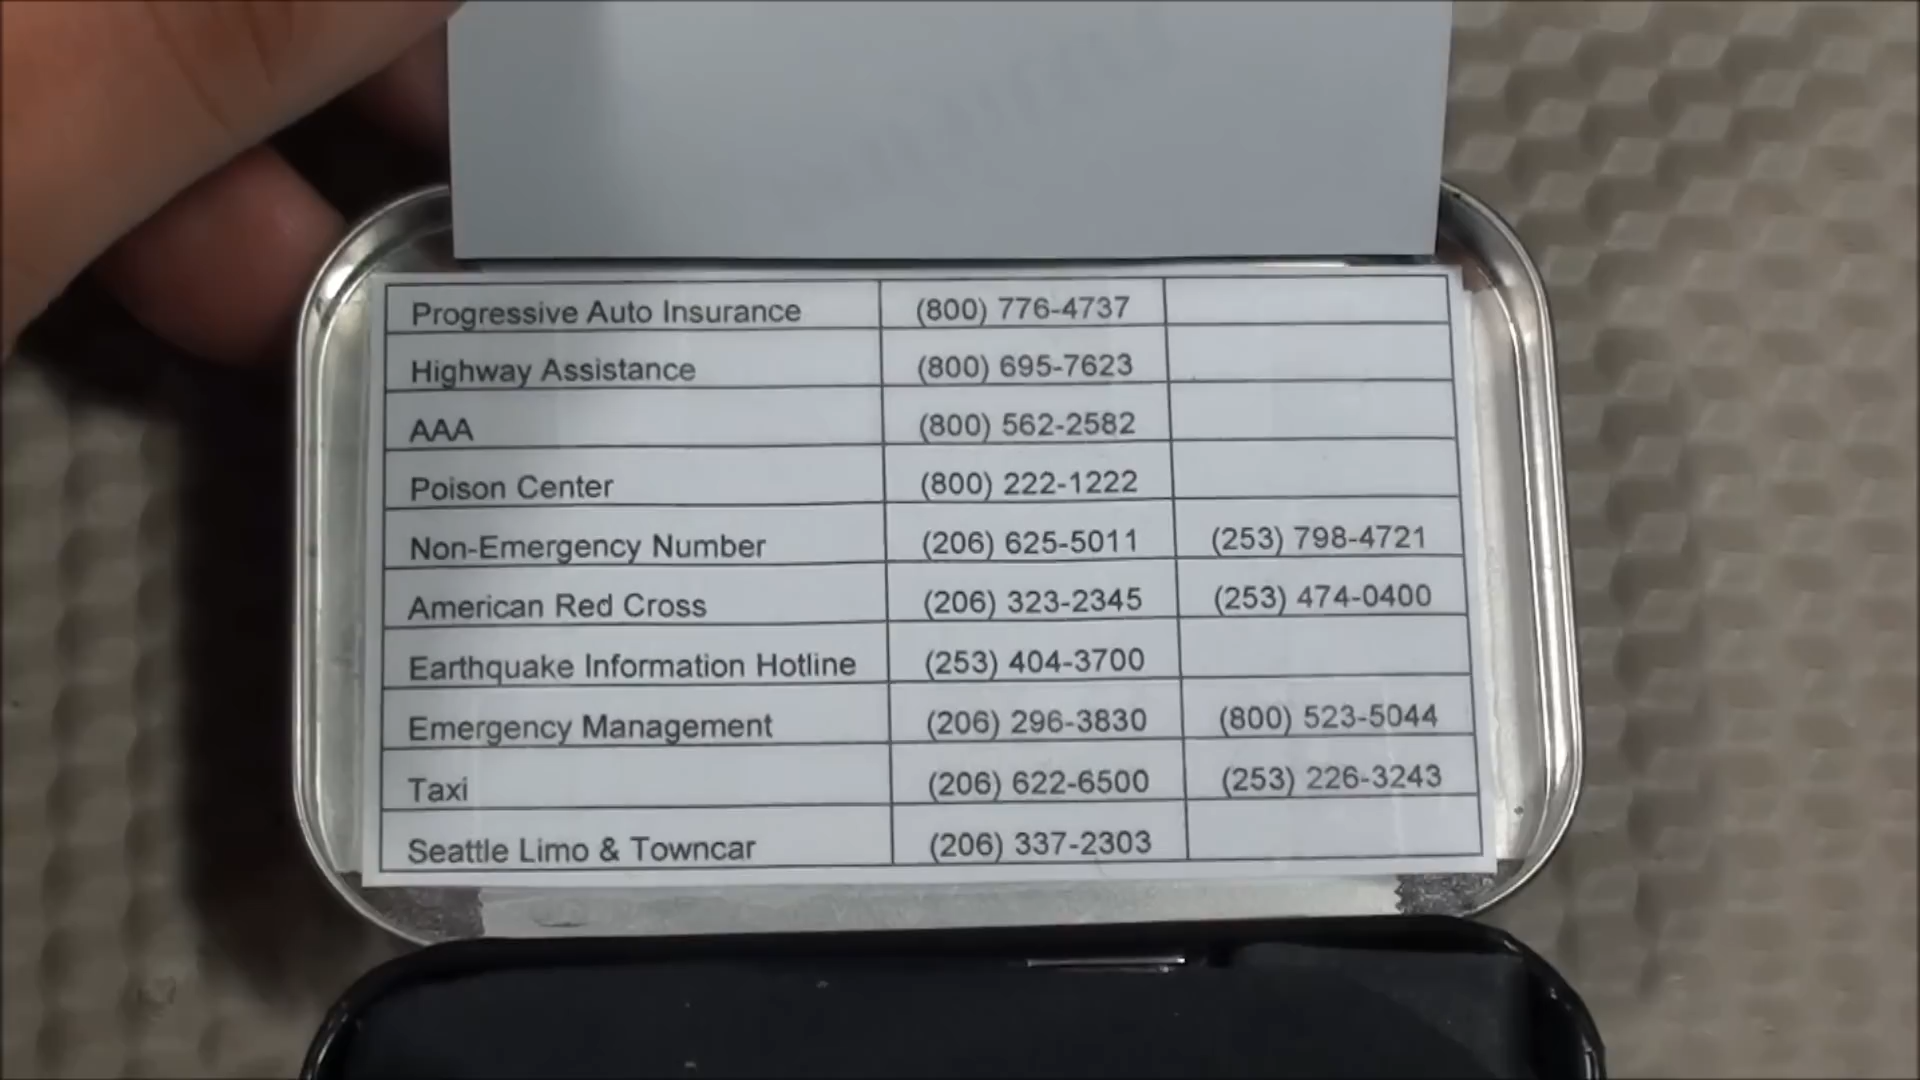 Progressive Auto Insurance (800) 776-4737
Highway Assistance (800) 695-7623
AAA (800) 562-2582
Poison Center (800) 222-1222
Non-Emergency Number (206) 625-5011 (253) 798-4721
American Red Cross (206) 323-2345 (253) 474-0400
Earthquake Information Hotline (253) 404-3700
Emergency Management (206) 296-3830 (800) 523-5044
Taxi (206) 622-6500 (253) 226-3243
Seattle Limo & Towncar (206) 337-2303